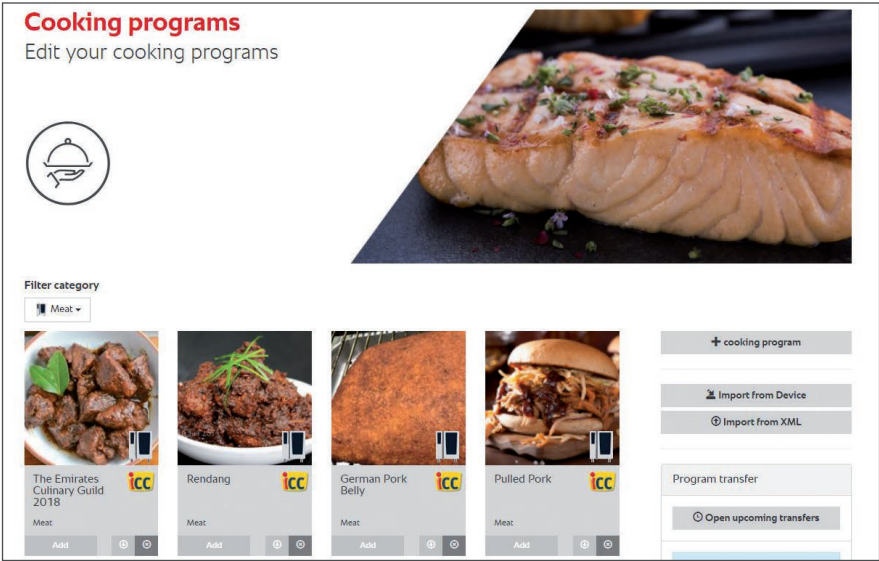 Cooking programs
Edit your cooking programs
Filter category
Meat
The Emirates
Culinary Guild
2018
icc
Meat
Add
Rendang
icc
Meat
Add
German Pork
Belly
icc
Meat
Add
Pulled Pork
icc
Meat
Add
+ cooking program
Import from Device
Import from XML
Program transfer
Open upcoming transfers